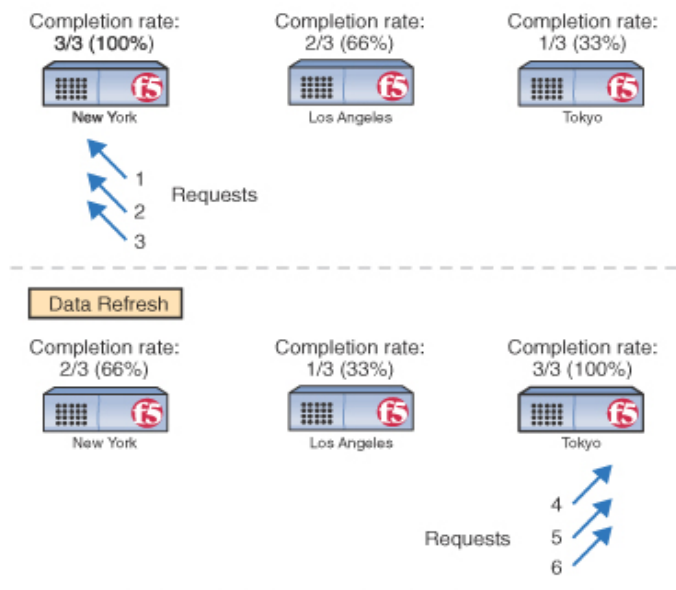 Completion rate: Completion rate: Completion rate:
3/3 (100%) 2/3 (66%) 1/3 (33%)
f5 f5 f5
New York Los Angeles Tokyo
1
Requests
2
3
Data Refresh
Completion rate: Completion rate: Completion rate:
2/3 (66%) 1/3 (33%) 3/3 (100%)
f5 f5 f5
New York Los Angeles Tokyo
4
Requests 5
6